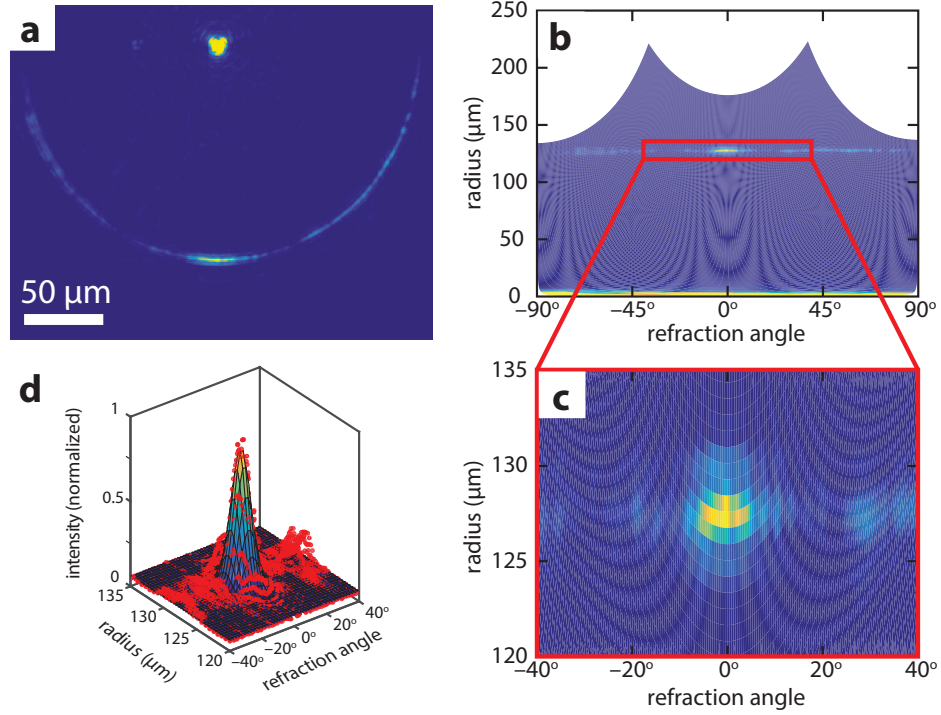 a
50 µm
b
250
200
150
100
50
0
radius (µm)
−90° −45° 0° 45° 90°
refraction angle
c
135
130
125
120
radius (µm)
−40° −20° 0° 20° 40°
refraction angle
d
1
0.5
0
intensity (normalized)
135
130
125
120
radius (µm)
−40°
−20°
0°
20°
40°
refraction angle